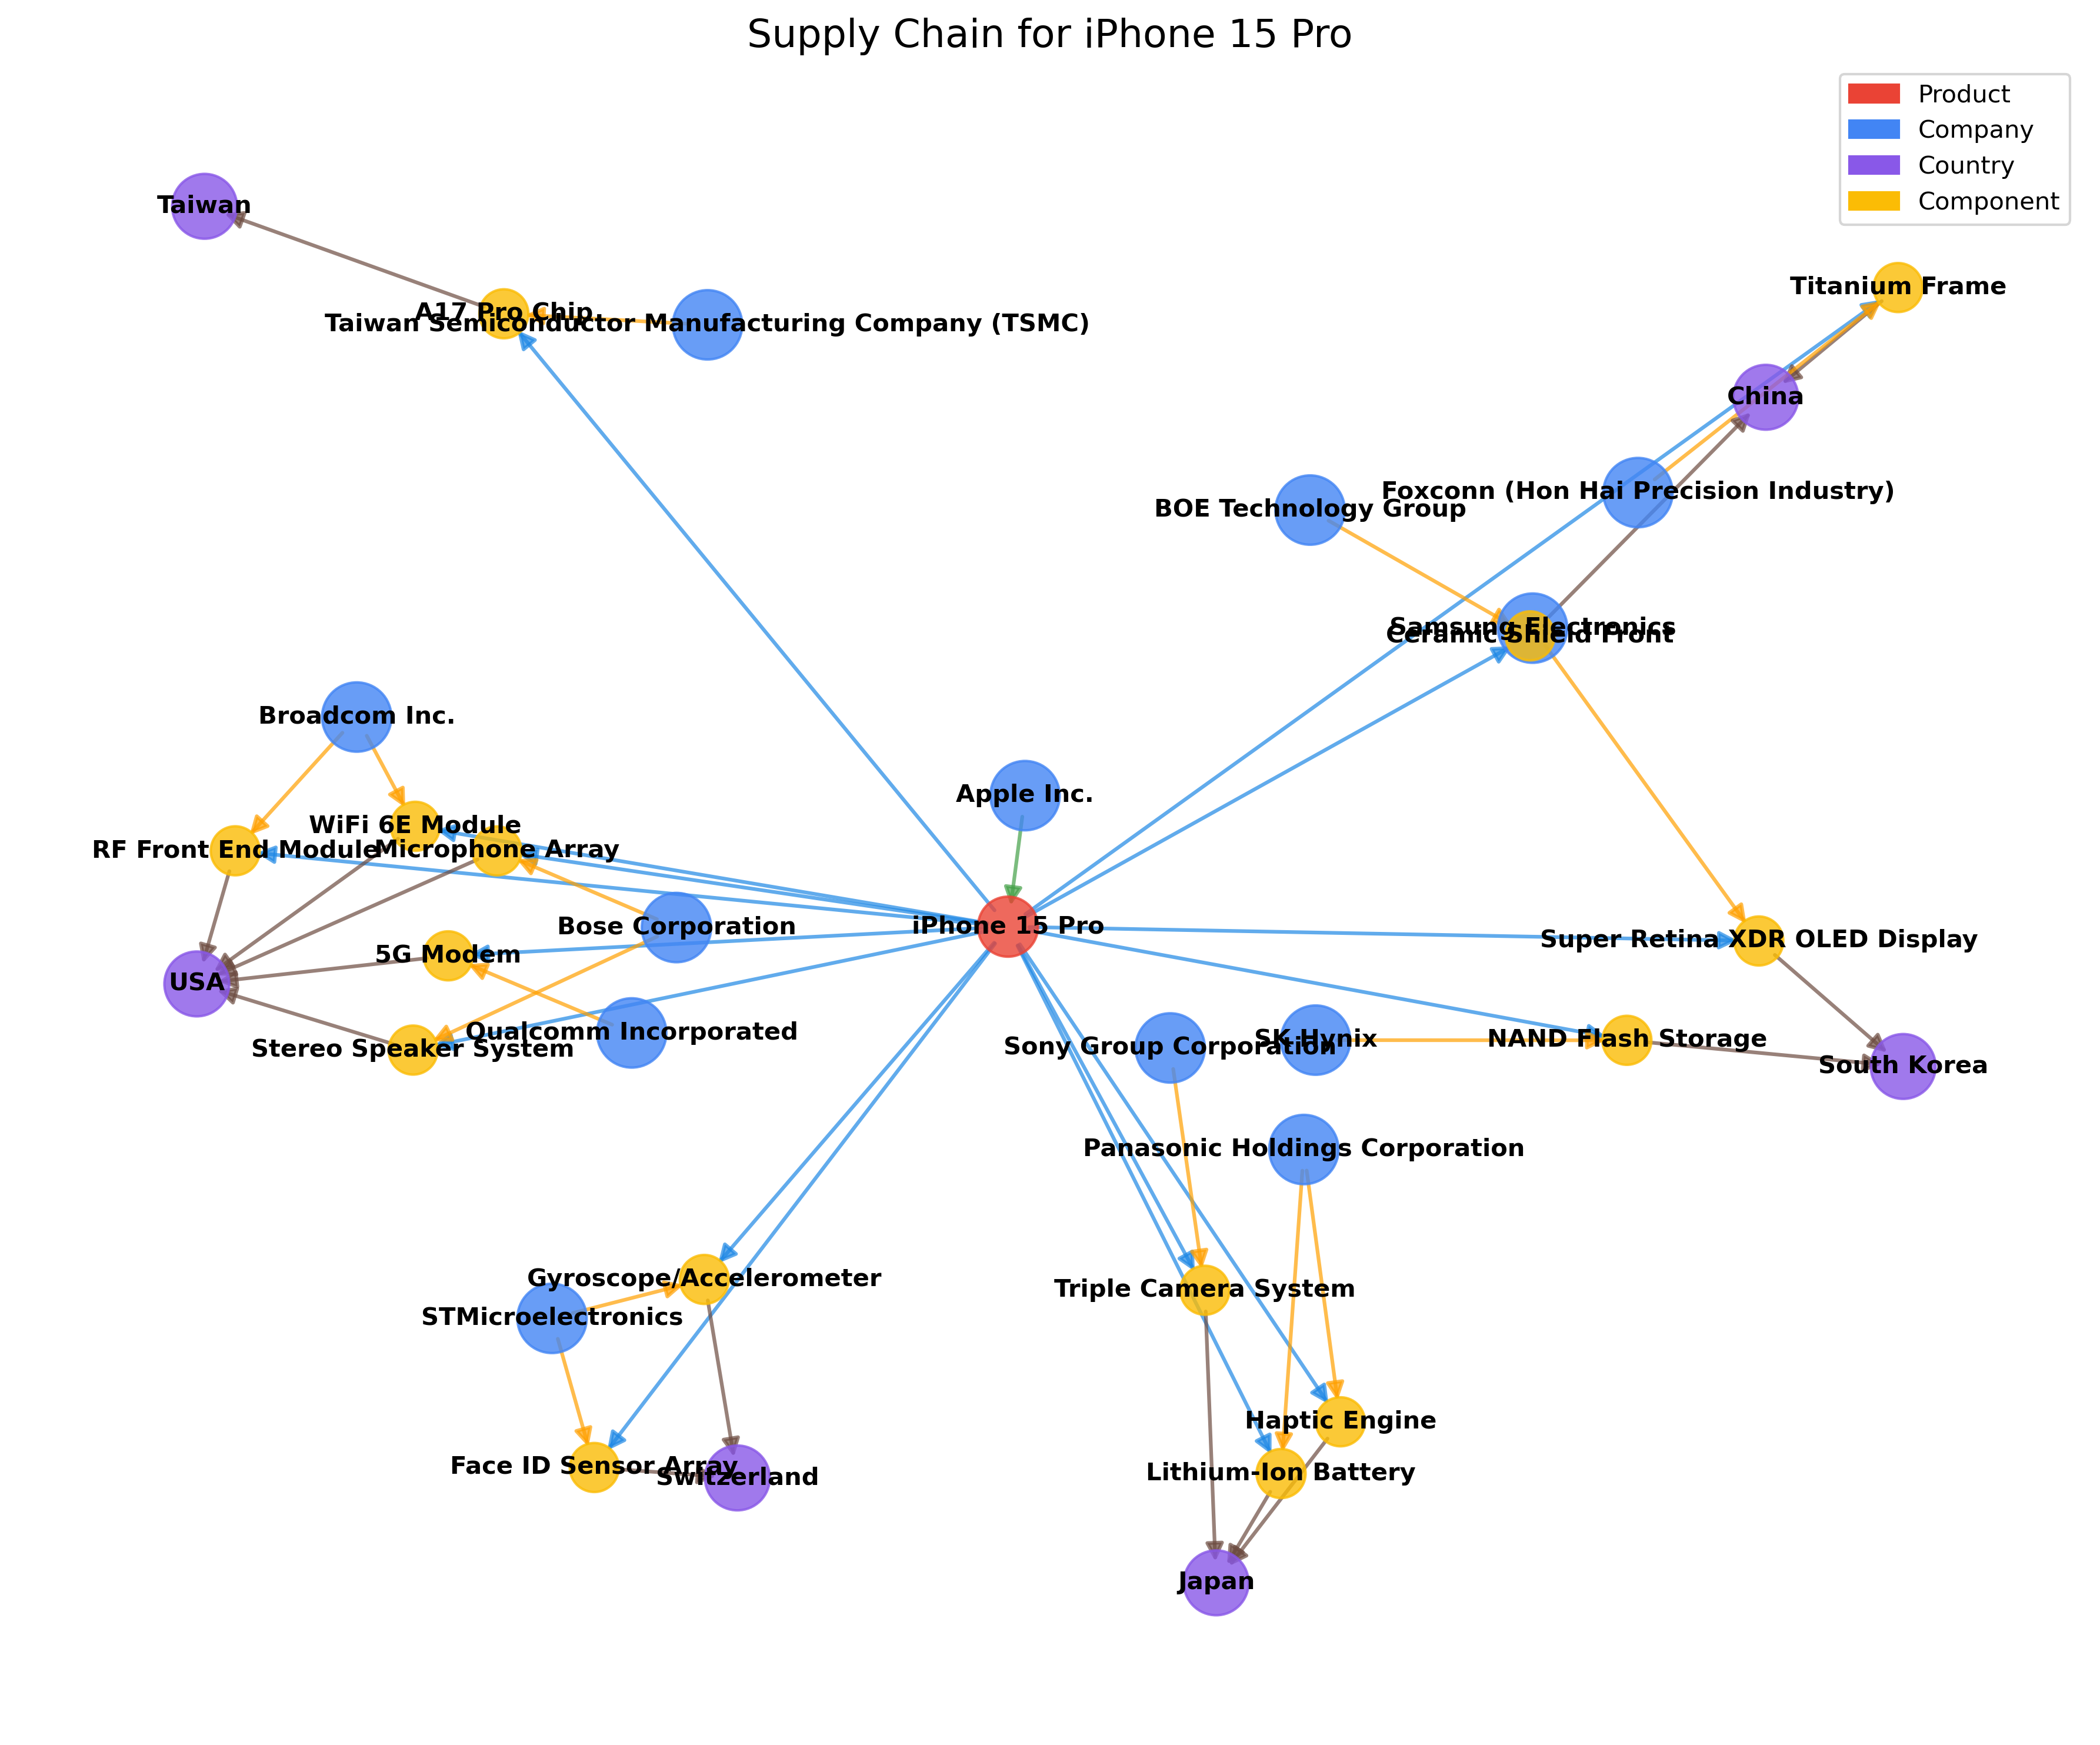 Supply Chain for iPhone 15 Pro
Product
Company
Country
Component
Taiwan
Titanium Frame
A17 Pro Chip
Taiwan Semiconductor Manufacturing Company (TSMC)
China
Foxconn (Hon Hai Precision Industry)
BOE Technology Group
Samsung Electronics
Ceramic Shield Front
Broadcom Inc.
Apple Inc.
WiFi 6E Module
RF Front End Module
Microphone Array
Bose Corporation
iPhone 15 Pro
Super Retina XDR OLED Display
5G Modem
USA
Qualcomm Incorporated
Stereo Speaker System
Sony Group Corporation
SK Hynix
NAND Flash Storage
South Korea
Panasonic Holdings Corporation
Gyroscope/Accelerometer
Triple Camera System
STMicroelectronics
Haptic Engine
Face ID Sensor Array
Switzerland
Lithium-Ion Battery
Japan